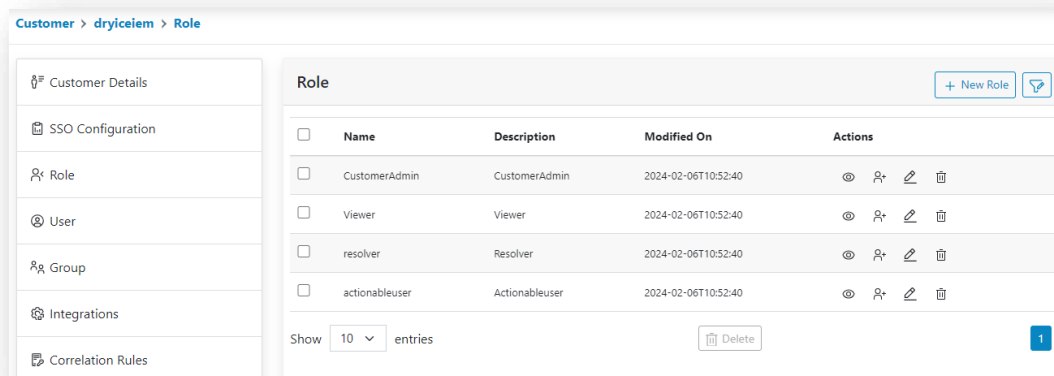 Customer > dryiceiem > Role
Customer Details
SSO Configuration
Role
User
Group
Integrations
Correlation Rules
Role
+ New Role
Name Description Modified On Actions
CustomerAdmin CustomerAdmin 2024-02-06T10:52:40
Viewer Viewer 2024-02-06T10:52:40
resolver Resolver 2024-02-06T10:52:40
actionableuser Actionableuser 2024-02-06T10:52:40
Show 10 entries Delete 1